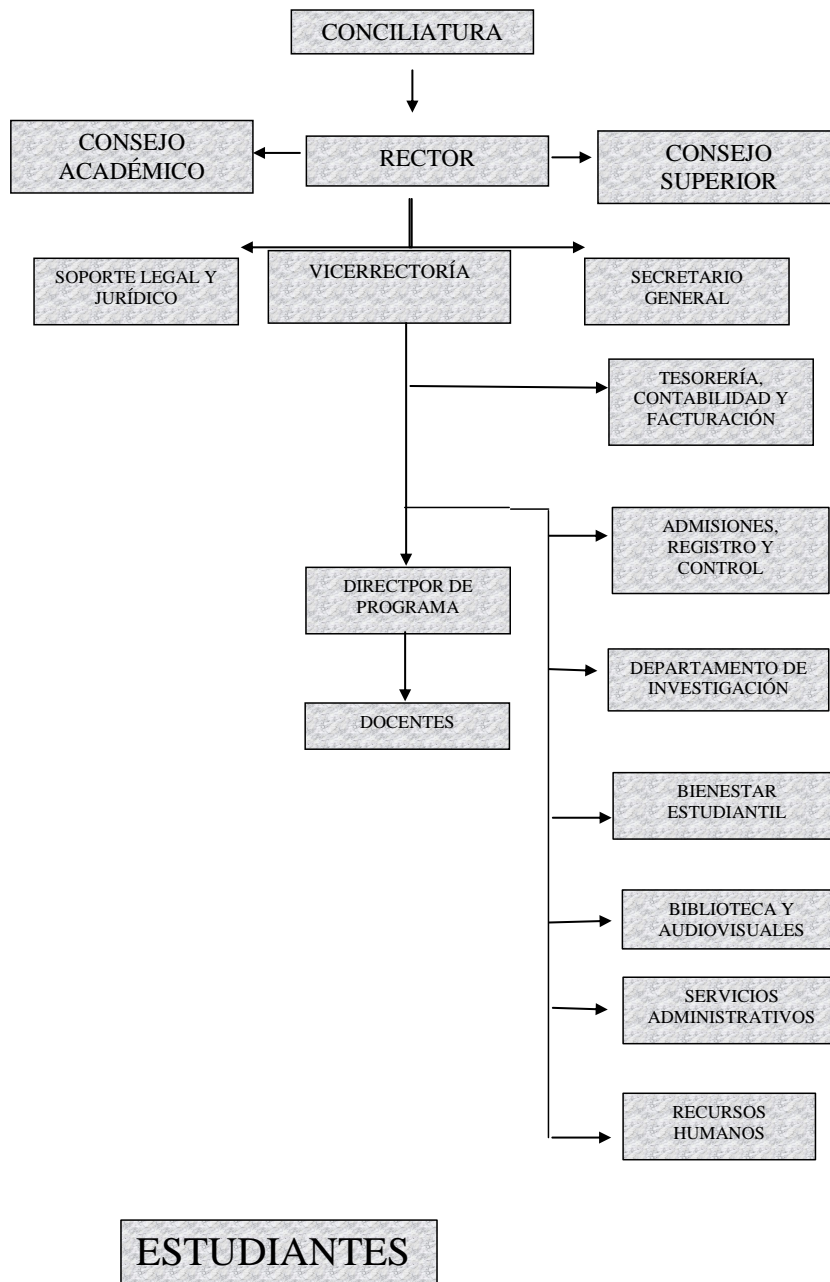 CONCILIATURA
CONSEJO
ACADÉMICO
RECTOR
CONSEJO
SUPERIOR
SOPORTE LEGAL Y
JURÍDICO
VICERRECTORÍA
SECRETARIO
GENERAL
TESORERÍA,
CONTABILIDAD Y
FACTURACIÓN
ADMISIONES,
REGISTRO Y
CONTROL
DIRECTPOR DE
PROGRAMA
DEPARTAMENTO DE
INVESTIGACIÓN
DOCENTES
BIENESTAR
ESTUDIANTIL
BIBLIOTECA Y
AUDIOVISUALES
SERVICIOS
ADMINISTRATIVOS
RECURSOS
HUMANOS
ESTUDIANTES